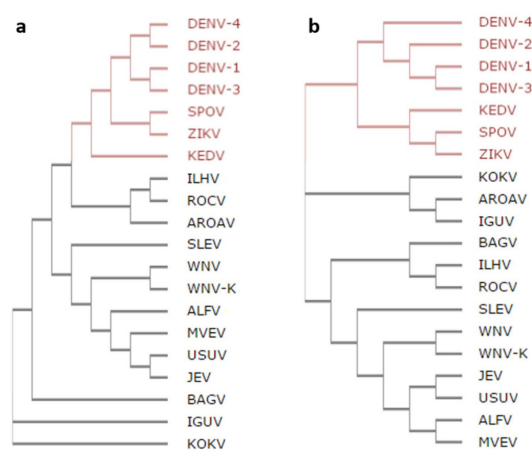 a
DENV-4
DENV-2
DENV-1
DENV-3
SPOV
ZIKV
KEDV
ILHV
ROCV
AROAV
SLEV
WNV
WNV-K
ALFV
MVEV
USUV
JEV
BAGV
IGUV
KOKV
b
DENV-4
DENV-2
DENV-1
DENV-3
KEDV
SPOV
ZIKV
KOKV
AROAV
IGUV
BAGV
ILHV
ROCV
SLEV
WNV
WNV-K
JEV
USUV
ALFV
MVEV